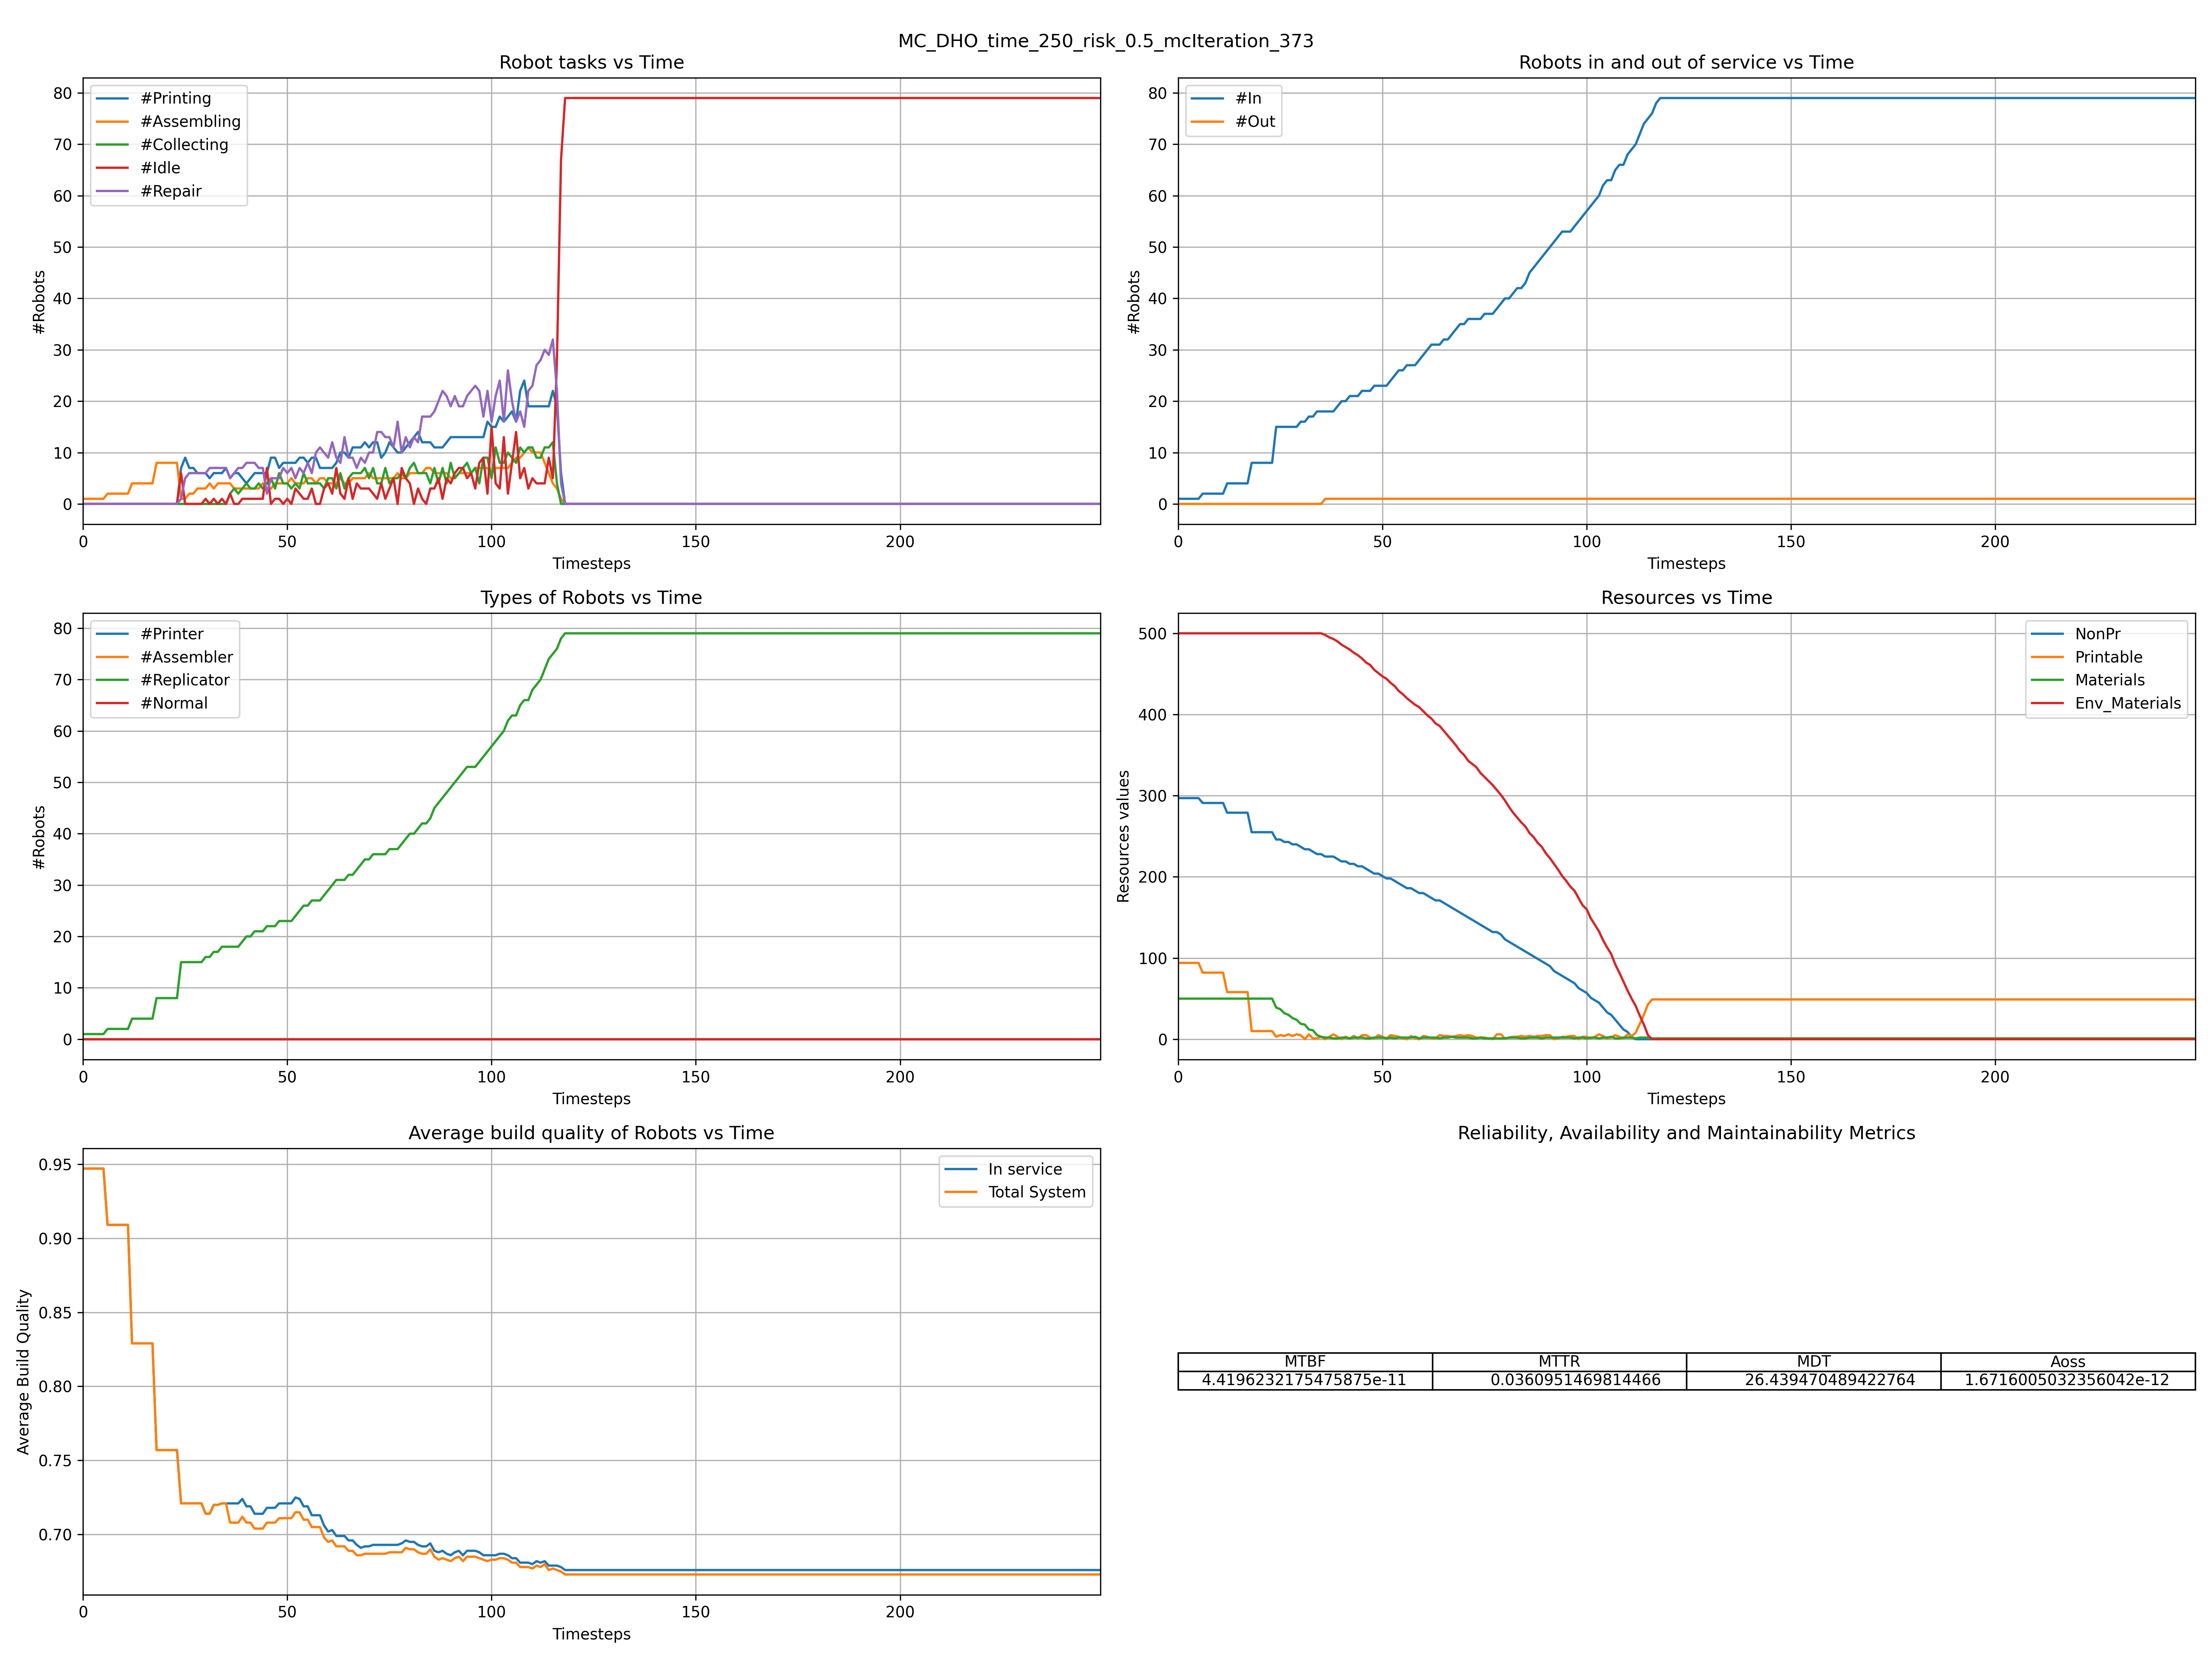 MC_DHO_time_250_risk_0.5_mcIteration_373
Robot tasks vs Time
#Printing
#Assembling
#Collecting
#Idle
#Repair
80
70
60
50
40
30
20
10
0
#Robots
0 50 100 150 200
Timesteps
Robots in and out of service vs Time
#In
#Out
80
70
60
50
40
30
20
10
0
#Robots
0 50 100 150 200
Timesteps
Types of Robots vs Time
#Printer
#Assembler
#Replicator
#Normal
80
70
60
50
40
30
20
10
0
#Robots
0 50 100 150 200
Timesteps
Resources vs Time
NonPr
Printable
Materials
Env_Materials
500
400
300
200
100
0
Resources values
0 50 100 150 200
Timesteps
Average build quality of Robots vs Time
In service
Total System
0.95
0.90
0.85
0.80
0.75
0.70
Average Build Quality
0 50 100 150 200
Timesteps
Reliability, Availability and Maintainability Metrics
MTBF MTTR MDT Aoss
4.4196232175475875e-11 0.0360951469814466 26.439470489422764 1.6716005032356042e-12